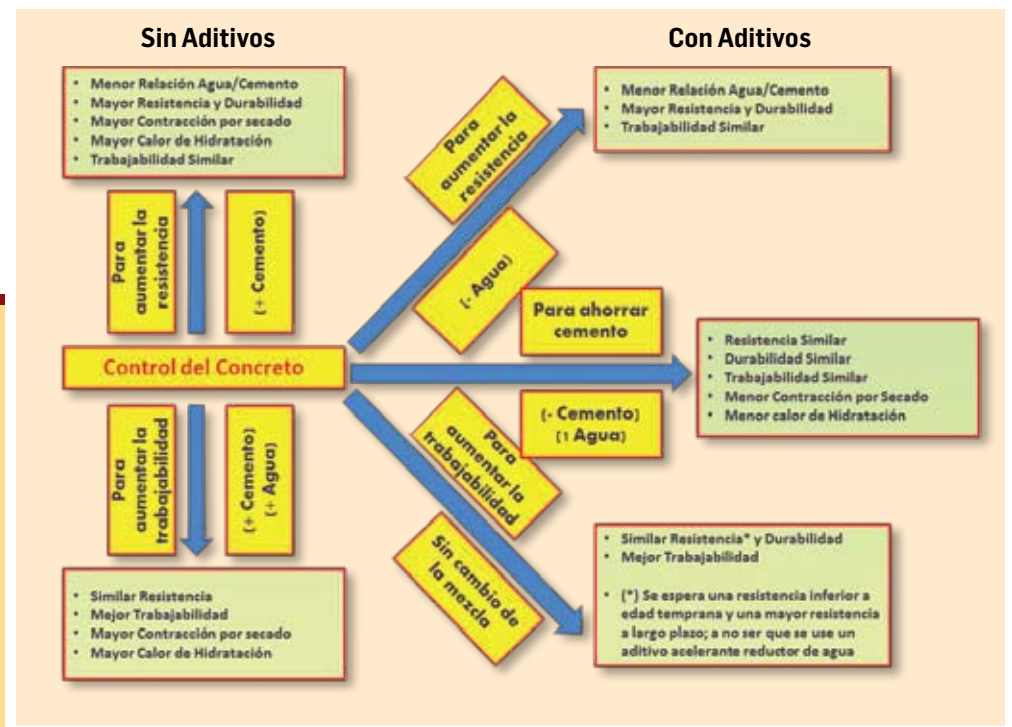 Sin Aditivos
Con Aditivos
• Menor Relación Agua/Cemento
• Mayor Resistencia y Durabilidad
• Mayor Contracción por secado
• Mayor Calor de Hidratación
• Trabajabilidad Similar
• Menor Relación Agua/Cemento
• Mayor Resistencia y Durabilidad
• Trabajabilidad Similar
Para
aumentar la
resistencia
(+ Cemento)
Para
aumentar la
resistencia
(- Agua)
Para ahorrar
cemento
Control del Concreto
• Resistencia Similar
• Durabilidad Similar
• Trabajabilidad Similar
• Menor Contracción por Secado
• Menor calor de Hidratación
(- Cemento)
(1 Agua)
Para
aumentar la
trabajabilidad
(+ Cemento)
(+ Agua)
Para
aumentar la
trabajabilidad
Sin cambio de
la mezcla
• Similar Resistencia
• Mejor Trabajabilidad
• Mayor Contracción por secado
• Mayor Calor de Hidratación
• Similar Resistencia* y Durabilidad
• Mejor Trabajabilidad
• (*) Se espera una resistencia inferior a
edad temprana y una mayor resistencia
a largo plazo; a no ser que se use un
aditivo acelerante reductor de agua